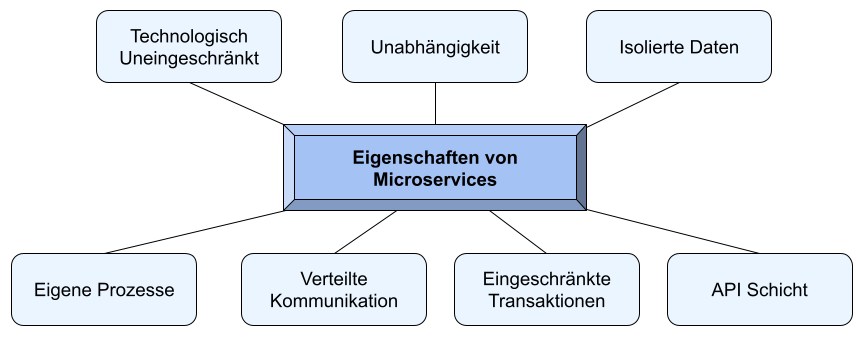 Technologisch
Uneingeschränkt
Unabhängigkeit
Isolierte Daten
Eigenschaften von
Microservices
Eigene Prozesse
Verteilte
Kommunikation
Eingeschränkte
Transaktionen
API Schicht